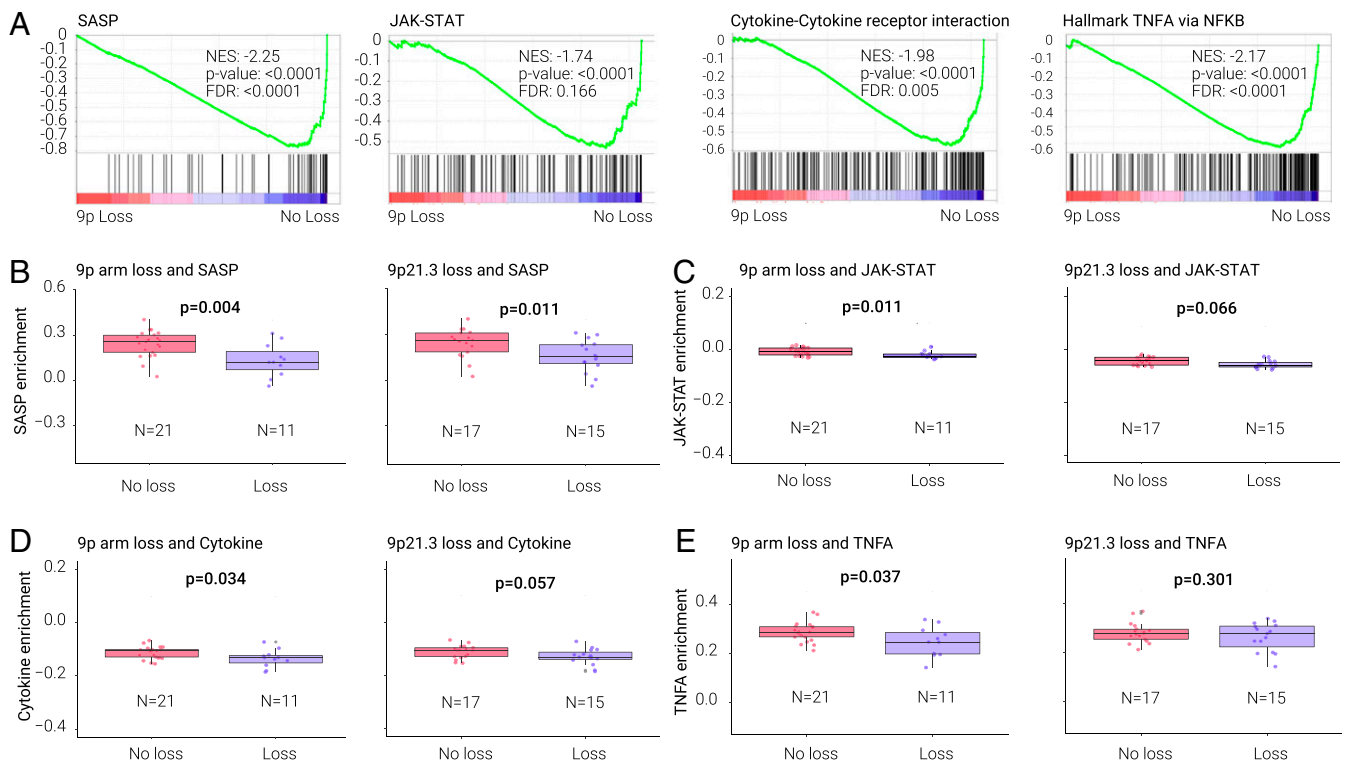 A
SASP
0
-0.1
-0.2
-0.3
-0.4
-0.5
-0.6
-0.7
-0.8
NES: -2.25
p-value: <0.0001
FDR: <0.0001
9p Loss
No Loss
JAK-STAT
0
-0.1
-0.2
-0.3
-0.4
-0.5
NES: -1.74
p-value: <0.0001
FDR: 0.166
9p Loss
No Loss
Cytokine-Cytokine receptor interaction
0
-0.1
-0.2
-0.3
-0.4
-0.5
-0.6
NES: -1.98
p-value: <0.0001
FDR: 0.005
9p Loss
No Loss
Hallmark TNFA via NFKB
0
-0.1
-0.2
-0.3
-0.4
-0.5
-0.6
NES: -2.17
p-value: <0.0001
FDR: <0.0001
9p Loss
No Loss
B
9p arm loss and SASP
SASP enrichment
0.6
0.3
0.0
−0.3
p=0.004
N=21
N=11
No loss
Loss
9p21.3 loss and SASP
p=0.011
N=17
N=15
No loss
Loss
C
9p arm loss and JAK-STAT
JAK-STAT enrichment
0.2
0.0
−0.2
−0.4
p=0.011
N=21
N=11
No loss
Loss
9p21.3 loss and JAK-STAT
p=0.066
N=17
N=15
No loss
Loss
D
9p arm loss and Cytokine
Cytokine enrichment
0.2
0.0
−0.2
−0.4
p=0.034
N=21
N=11
No loss
Loss
9p21.3 loss and Cytokine
p=0.057
N=17
N=15
No loss
Loss
E
9p arm loss and TNFA
TNFA enrichment
0.4
0.2
0.0
p=0.037
N=21
N=11
No loss
Loss
9p21.3 loss and TNFA
p=0.301
N=17
N=15
No loss
Loss